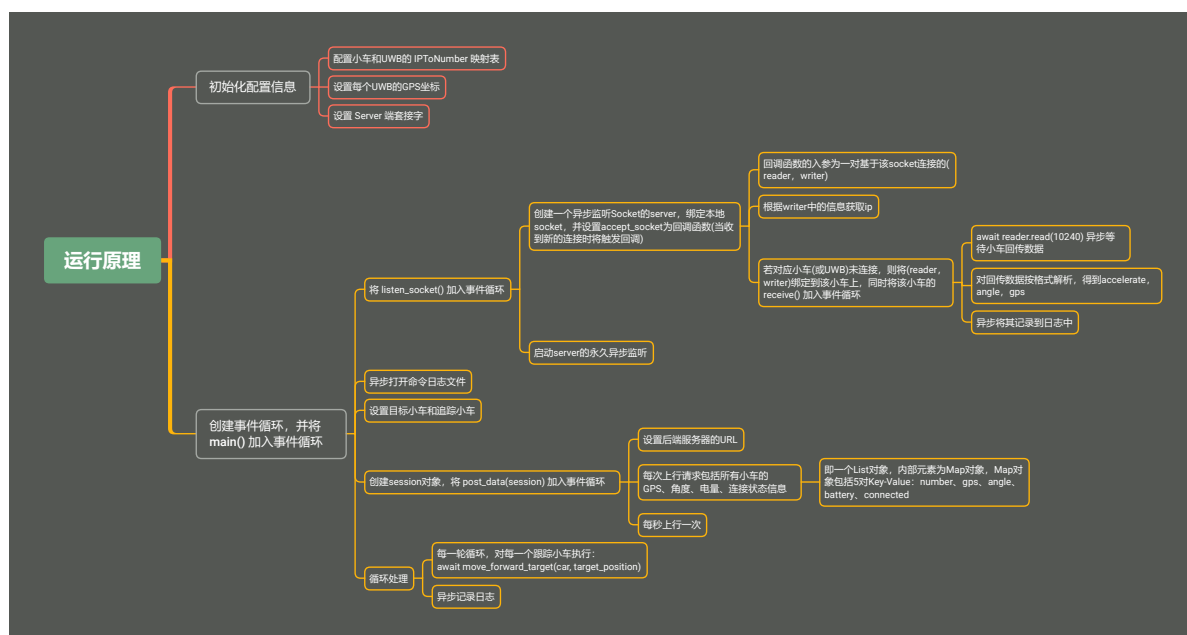 运行原理
初始化配置信息
配置小车和UWB的 IPToNumber 映射表
设置每个UWB的GPS坐标
设置 Server 端套接字
创建事件循环，并将
main() 加入事件循环
将 listen_socket() 加入事件循环
创建一个异步监听Socket的server，绑定本地
socket，并设置accept_socket为回调函数(当收
到新的连接时将触发回调)
回调函数的入参为一对基于该socket连接的(
reader，writer)
根据writer中的信息获取ip
若对应小车(或UWB)未连接，则将(reader，
writer)绑定到该小车上，同时将该小车的
receive() 加入事件循环
await reader.read(10240) 异步等
待小车回传数据
对回传数据按格式解析，得到accelerate，
angle，gps
异步将其记录到日志中
启动server的永久异步监听
异步打开命令日志文件
设置目标小车和追踪小车
创建session对象，将 post_data(session) 加入事件循环
设置后端服务器的URL
每次上行请求包括所有小车的
GPS、角度、电量、连接状态信息
即一个List对象，内部元素为Map对象，Map对
象包括5对Key-Value：number、gps、angle、
battery、connected
每秒上行一次
循环处理
每一轮循环，对每一个跟踪小车执行：
await move_forward_target(car, target_position)
异步记录日志